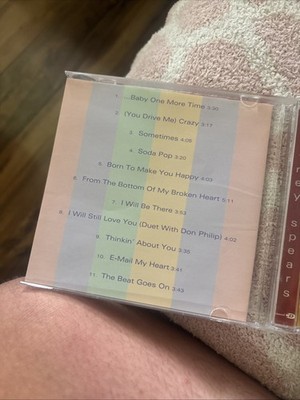 1. ...Baby One More Time 3:30
2. (You Drive Me) Crazy 3:17
3. Sometimes 4:05
4. Soda Pop 3:20
5. Born To Make You Happy 4:03
6. From The Bottom Of My Broken Heart 5:11
7. I Will Be There 3:53
8. I Will Still Love You (Duet With Don Philip) 4:02
9. Thinkin' About You 3:35
10. E-Mail My Heart 3:41
11. The Beat Goes On 3:43
ny spears